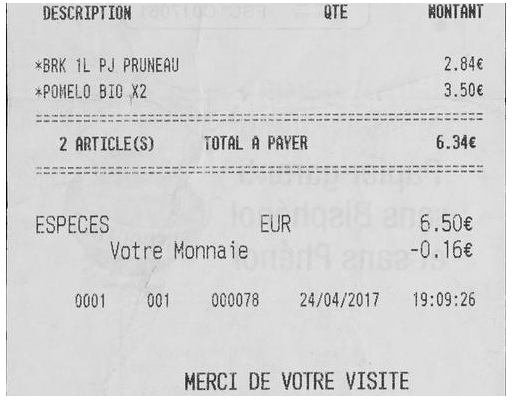 DESCRIPTION QTE MONTANT
*BRK 1L PJ PRUNEAU 2.84€
*POMELO BIO X2 3.50€
2 ARTICLE(S) TOTAL A PAYER 6.34€
ESPECES EUR 6.50€
Votre Monnaie -0.16€
0001 001 000078 24/04/2017 19:09:26
MERCI DE VOTRE VISITE